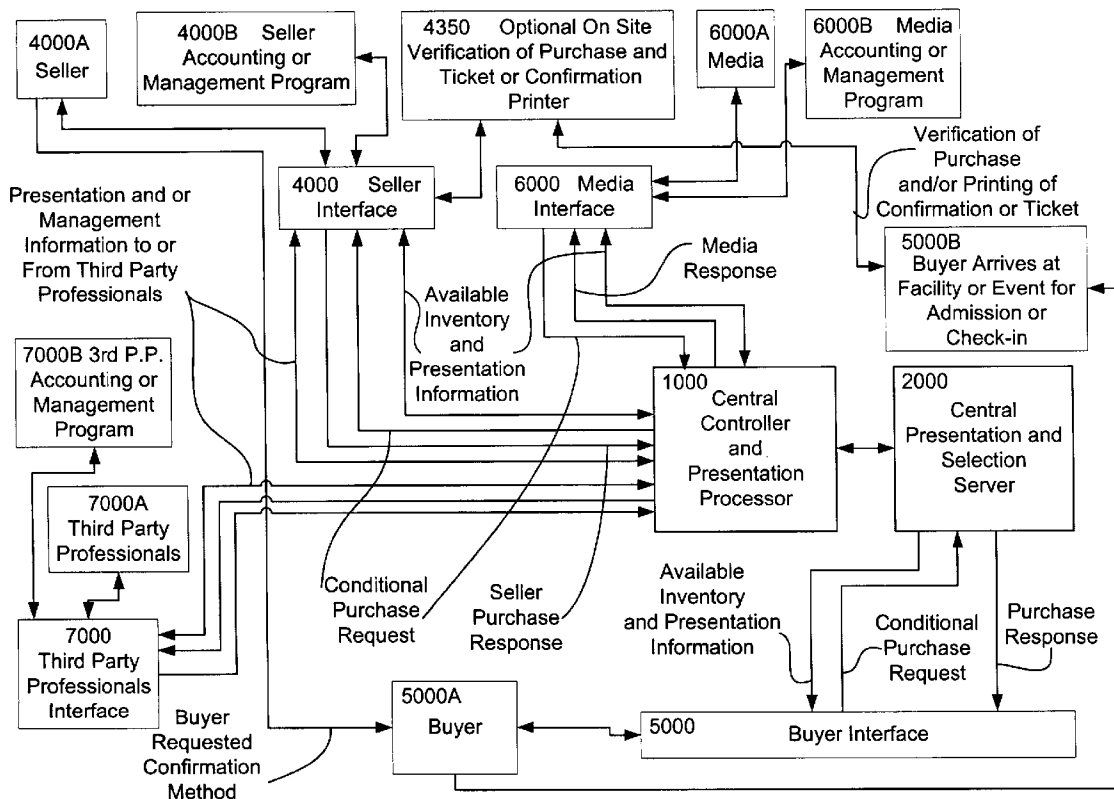 4000A
Seller
4000B Seller
Accounting or
Management Program
4350 Optional On Site
Verification of Purchase and
Ticket or Confirmation
Printer
6000A
Media
6000B Media
Accounting or
Management
Program
Verification of
Purchase
and/or Printing of
Confirmation or Ticket
Presentation and or
Management
Information to or
From Third Party
Professionals
4000 Seller
Interface
6000 Media
Interface
Media
Response
5000B
Buyer Arrives at
Facility or Event for
Admission or
Check-in
Available
Inventory
and
Presentation
Information
7000B 3rd P.P.
Accounting or
Management
Program
1000
Central
Controller
and
Presentation
Processor
2000
Central
Presentation and
Selection
Server
7000A
Third Party
Professionals
Conditional
Purchase
Request
Seller
Purchase
Response
Available
Inventory
and Presentation
Information
Conditional
Purchase
Request
Purchase
Response
7000
Third Party
Professionals
Interface
5000A
Buyer
5000
Buyer Interface
Buyer
Requested
Confirmation
Method